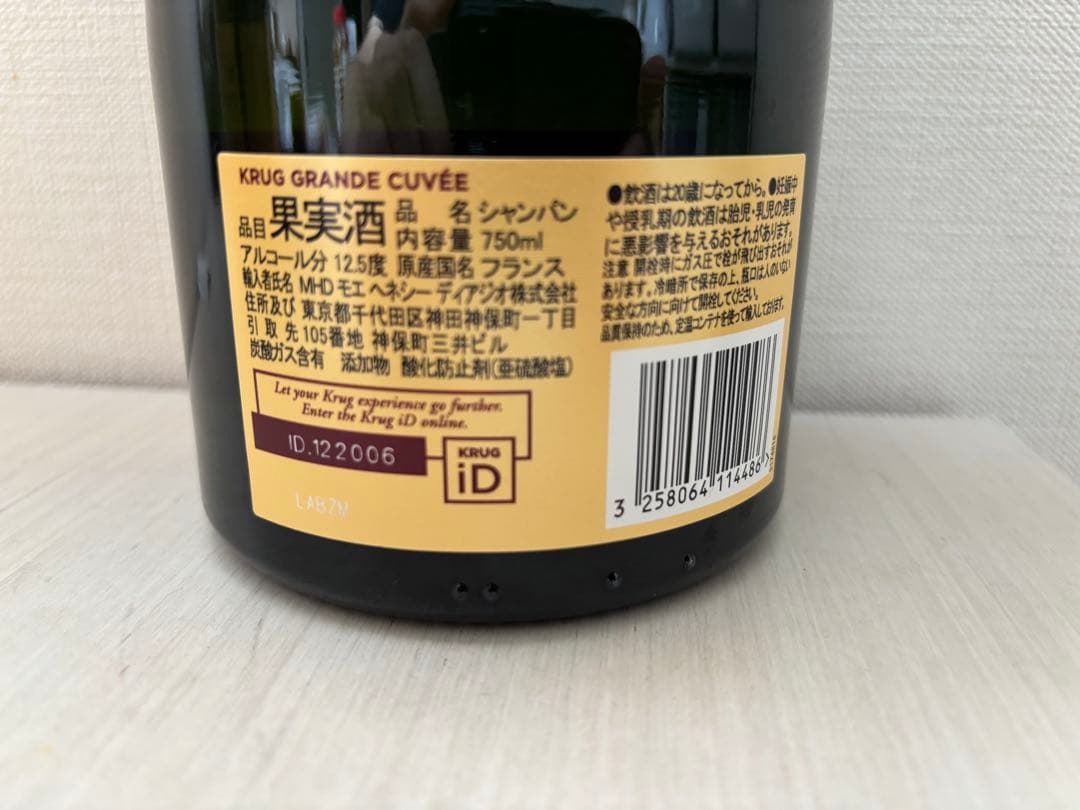 KRUG GRANDE CUVÉE
品目 果実酒 品名 シャンパン
内容量 750ml
アルコール分 12.5度 原産国名 フランス
輸入者氏名 MHD モエ ヘネシー ディアジオ株式会社
住所及び 東京都千代田区神田神保町一丁目
引取先 105番地 神保町三井ビル
炭酸ガス含有 添加物 酸化防止剤(亜硫酸塩)
Let your Krug experience go further.
Enter the Krug iD online.
ID.122006
KRUG
iD
LABZM
●飲酒は20歳になってから。●妊娠中
や授乳期の飲酒は胎児・乳児の発育
に悪影響を与えるおそれがあります。
注意 開栓時にガス圧で栓が飛び出すおそれが
あります。冷暗所で保存の上、瓶口は人のいない
安全な方向に向けて開栓してください。
品質保持のため、定温コンテナを使って輸入しております。
3 258064 114486 >